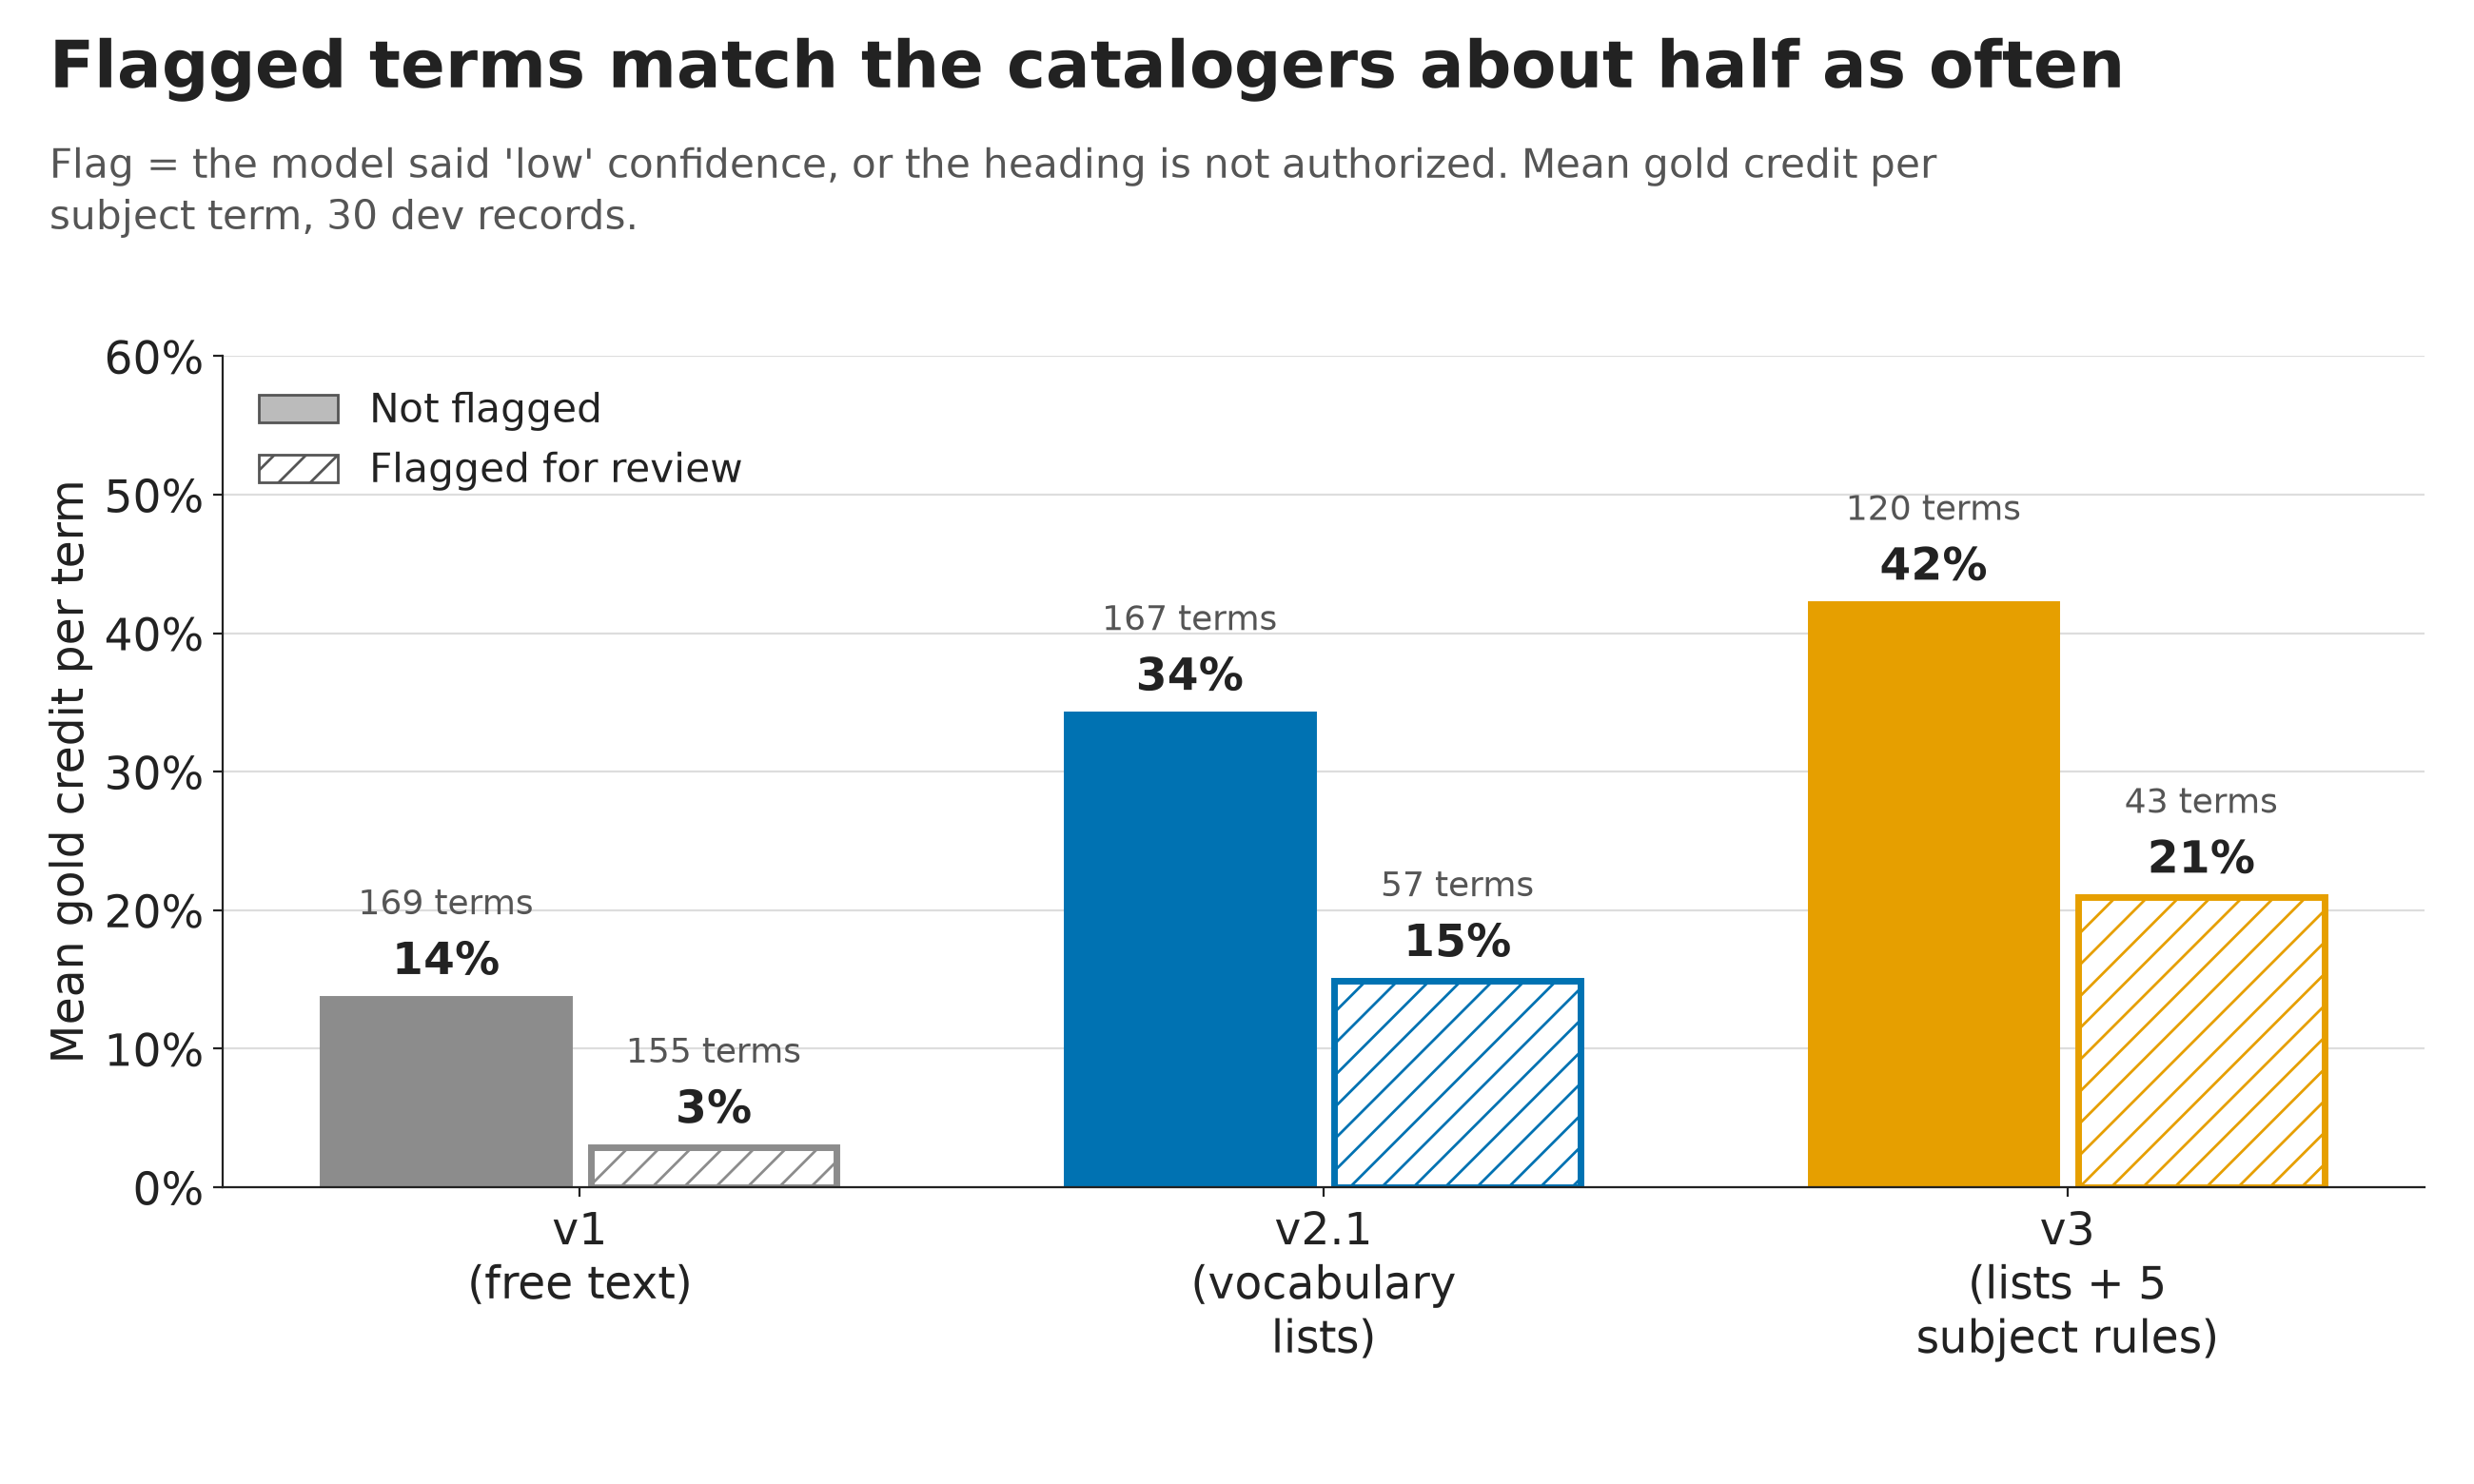 Flagged terms match the catalogers about half as often
Flag = the model said 'low' confidence, or the heading is not authorized. Mean gold credit per
subject term, 30 dev records.
Mean gold credit per term
60%
50%
40%
30%
20%
10%
0%
Not flagged
Flagged for review
169 terms
14%
155 terms
3%
167 terms
34%
57 terms
15%
120 terms
42%
43 terms
21%
v1
(free text)
v2.1
(vocabulary
lists)
v3
(lists + 5
subject rules)